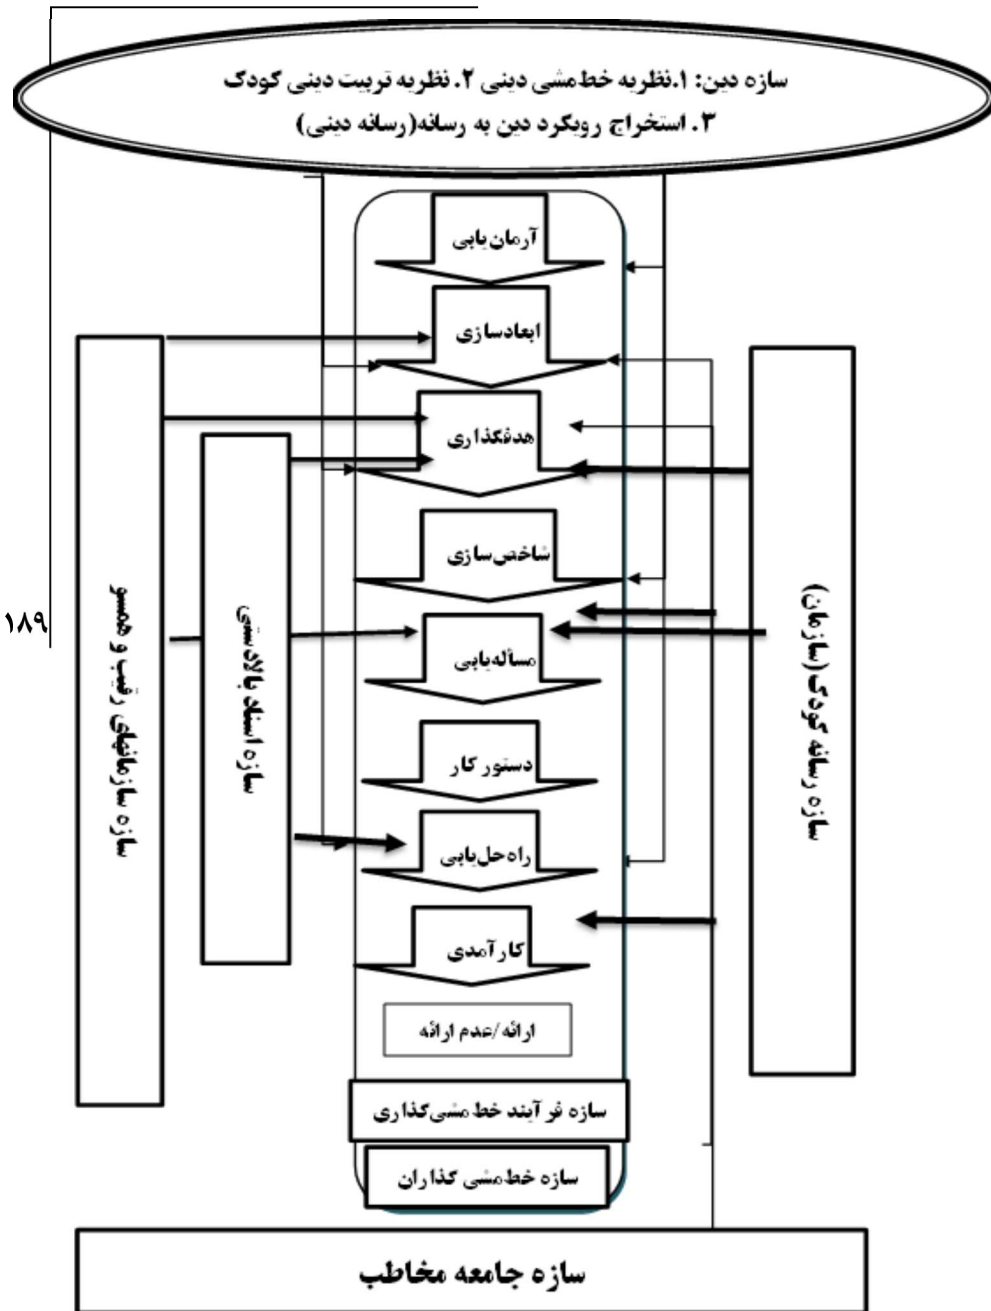 سازه دین: ۱.نظریه خط‌مشی دینی ۲. نظریه تربیت دینی کودک
۳. استخراج رویکرد دین به رسانه(رسانه دینی)
آرمان‌یابی
ابعادسازی
هدفگذاری
شاخص‌سازی
مسأله‌یابی
دستور کار
راه‌حل‌یابی
کارآمدی
ارائه/عدم ارائه
سازه فرآیند خط‌مشی‌گذاری
سازه خط‌مشی گذاران
سازه رسانه کودک(سازمان)
سازه اسناد بالادستی
سازه سازمانهای رقیب و همسو
۱۸۹
سازه جامعه مخاطب